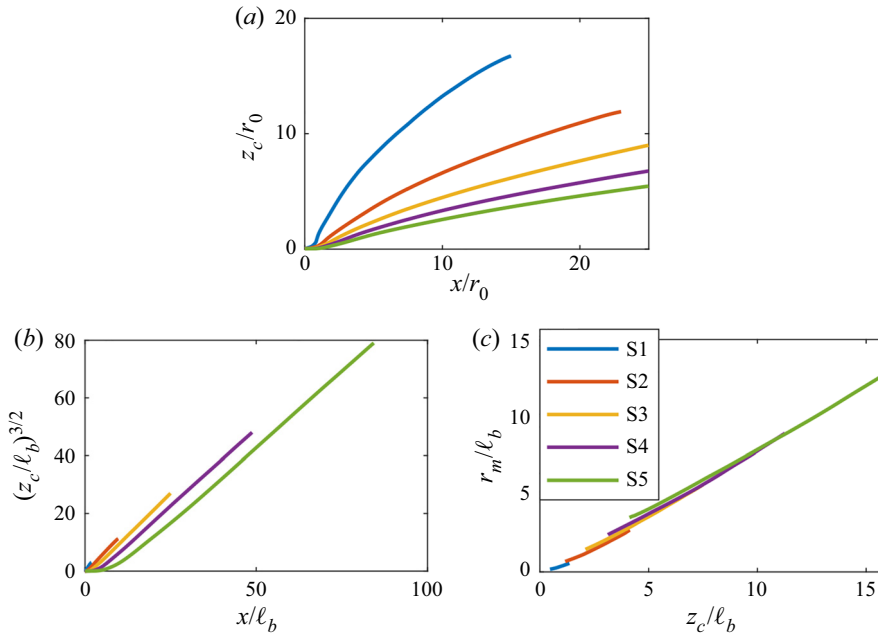 (a)
20
10
0
z_c/r_0
0 10 20
x/r_0
(b)
80
60
40
20
0
(z_c/ℓ_b)^{3/2}
0 50 100
x/ℓ_b
(c)
15
10
5
0
r_m/ℓ_b
S1
S2
S3
S4
S5
0 5 10 15
z_c/ℓ_b